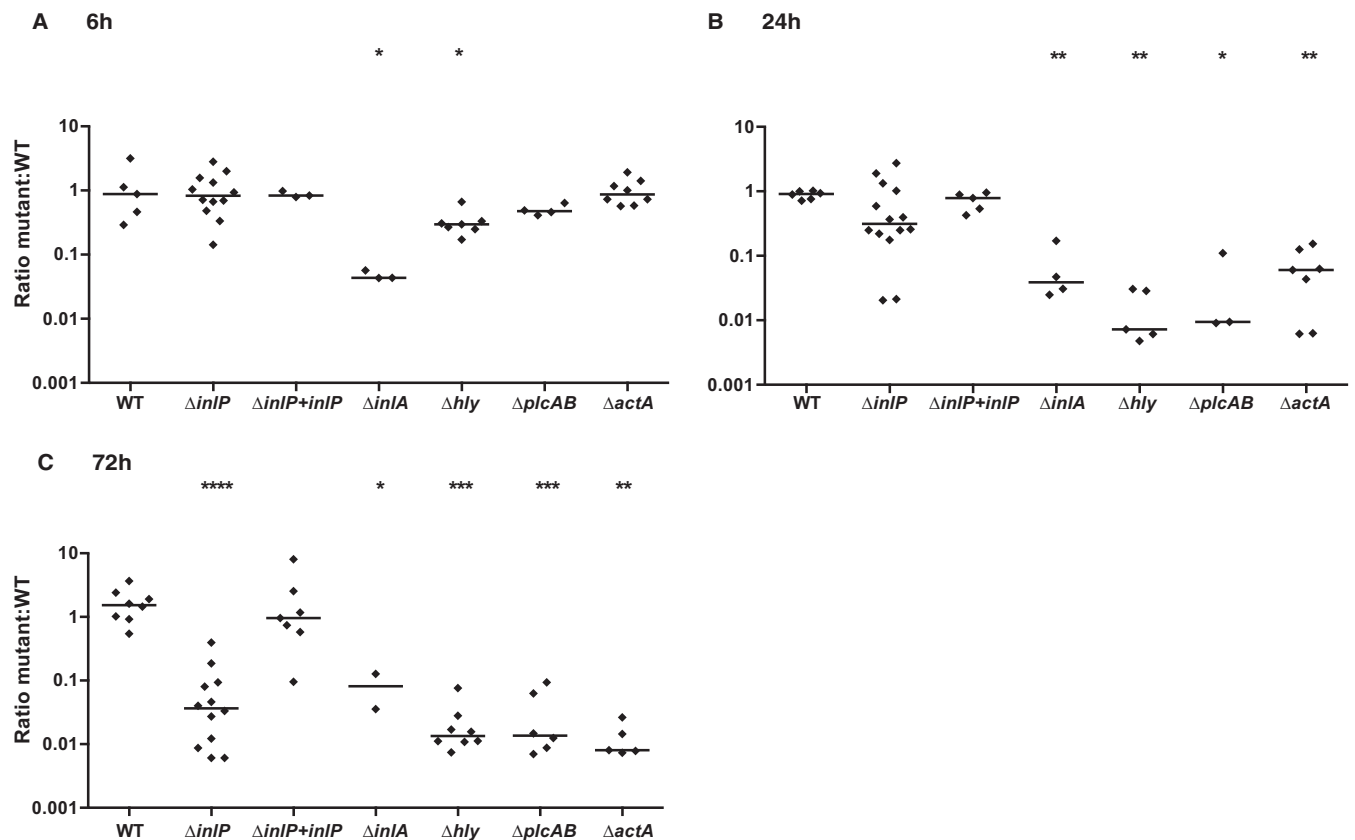 A 6h
* *
Ratio mutant:WT
10
1
0.1
0.01
0.001
WT ΔinlP ΔinlP+inlP ΔinlA Δhly ΔplcAB ΔactA
B 24h
** ** * **
10
1
0.1
0.01
0.001
WT ΔinlP ΔinlP+inlP ΔinlA Δhly ΔplcAB ΔactA
C 72h
**** * *** *** **
Ratio mutant:WT
10
1
0.1
0.01
0.001
WT ΔinlP ΔinlP+inlP ΔinlA Δhly ΔplcAB ΔactA